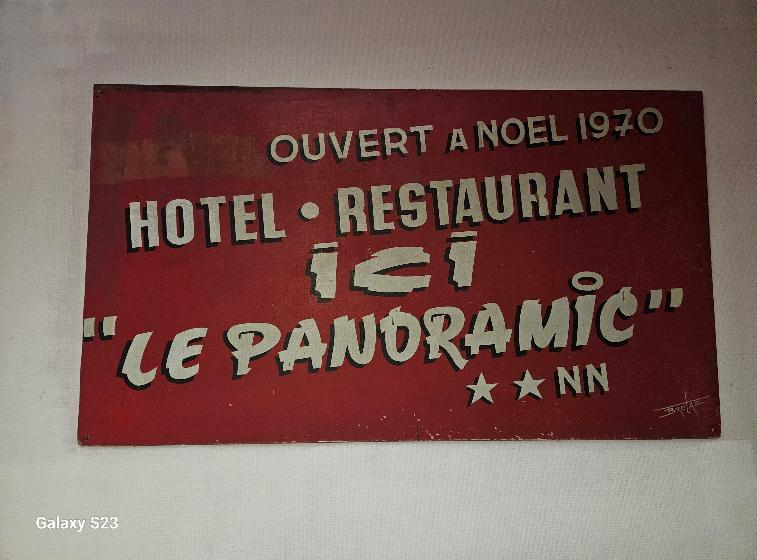 OUVERT A NOEL 1970
HOTEL • RESTAURANT
ICI
"LE PANORAMIC"
★ ★ NN
Galaxy S23